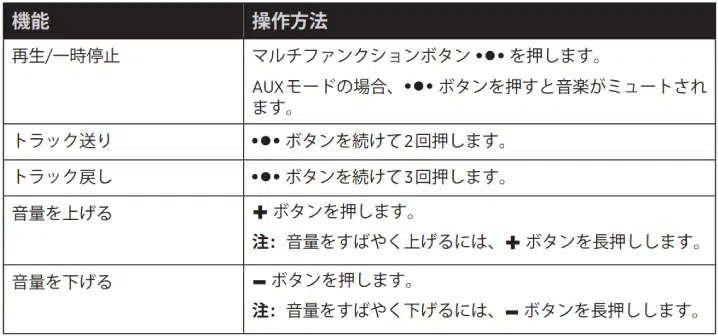 機能 操作方法
再生/一時停止 マルチファンクションボタン •●• を押します。
AUXモードの場合、•●• ボタンを押すと音楽がミュートされ
ます。
トラック送り •●• ボタンを続けて2回押します。
トラック戻し •●• ボタンを続けて3回押します。
音量を上げる ✚ ボタンを押します。
注: 音量をすばやく上げるには、✚ ボタンを長押しします。
音量を下げる ━ ボタンを押します。
注: 音量をすばやく下げるには、━ ボタンを長押しします。